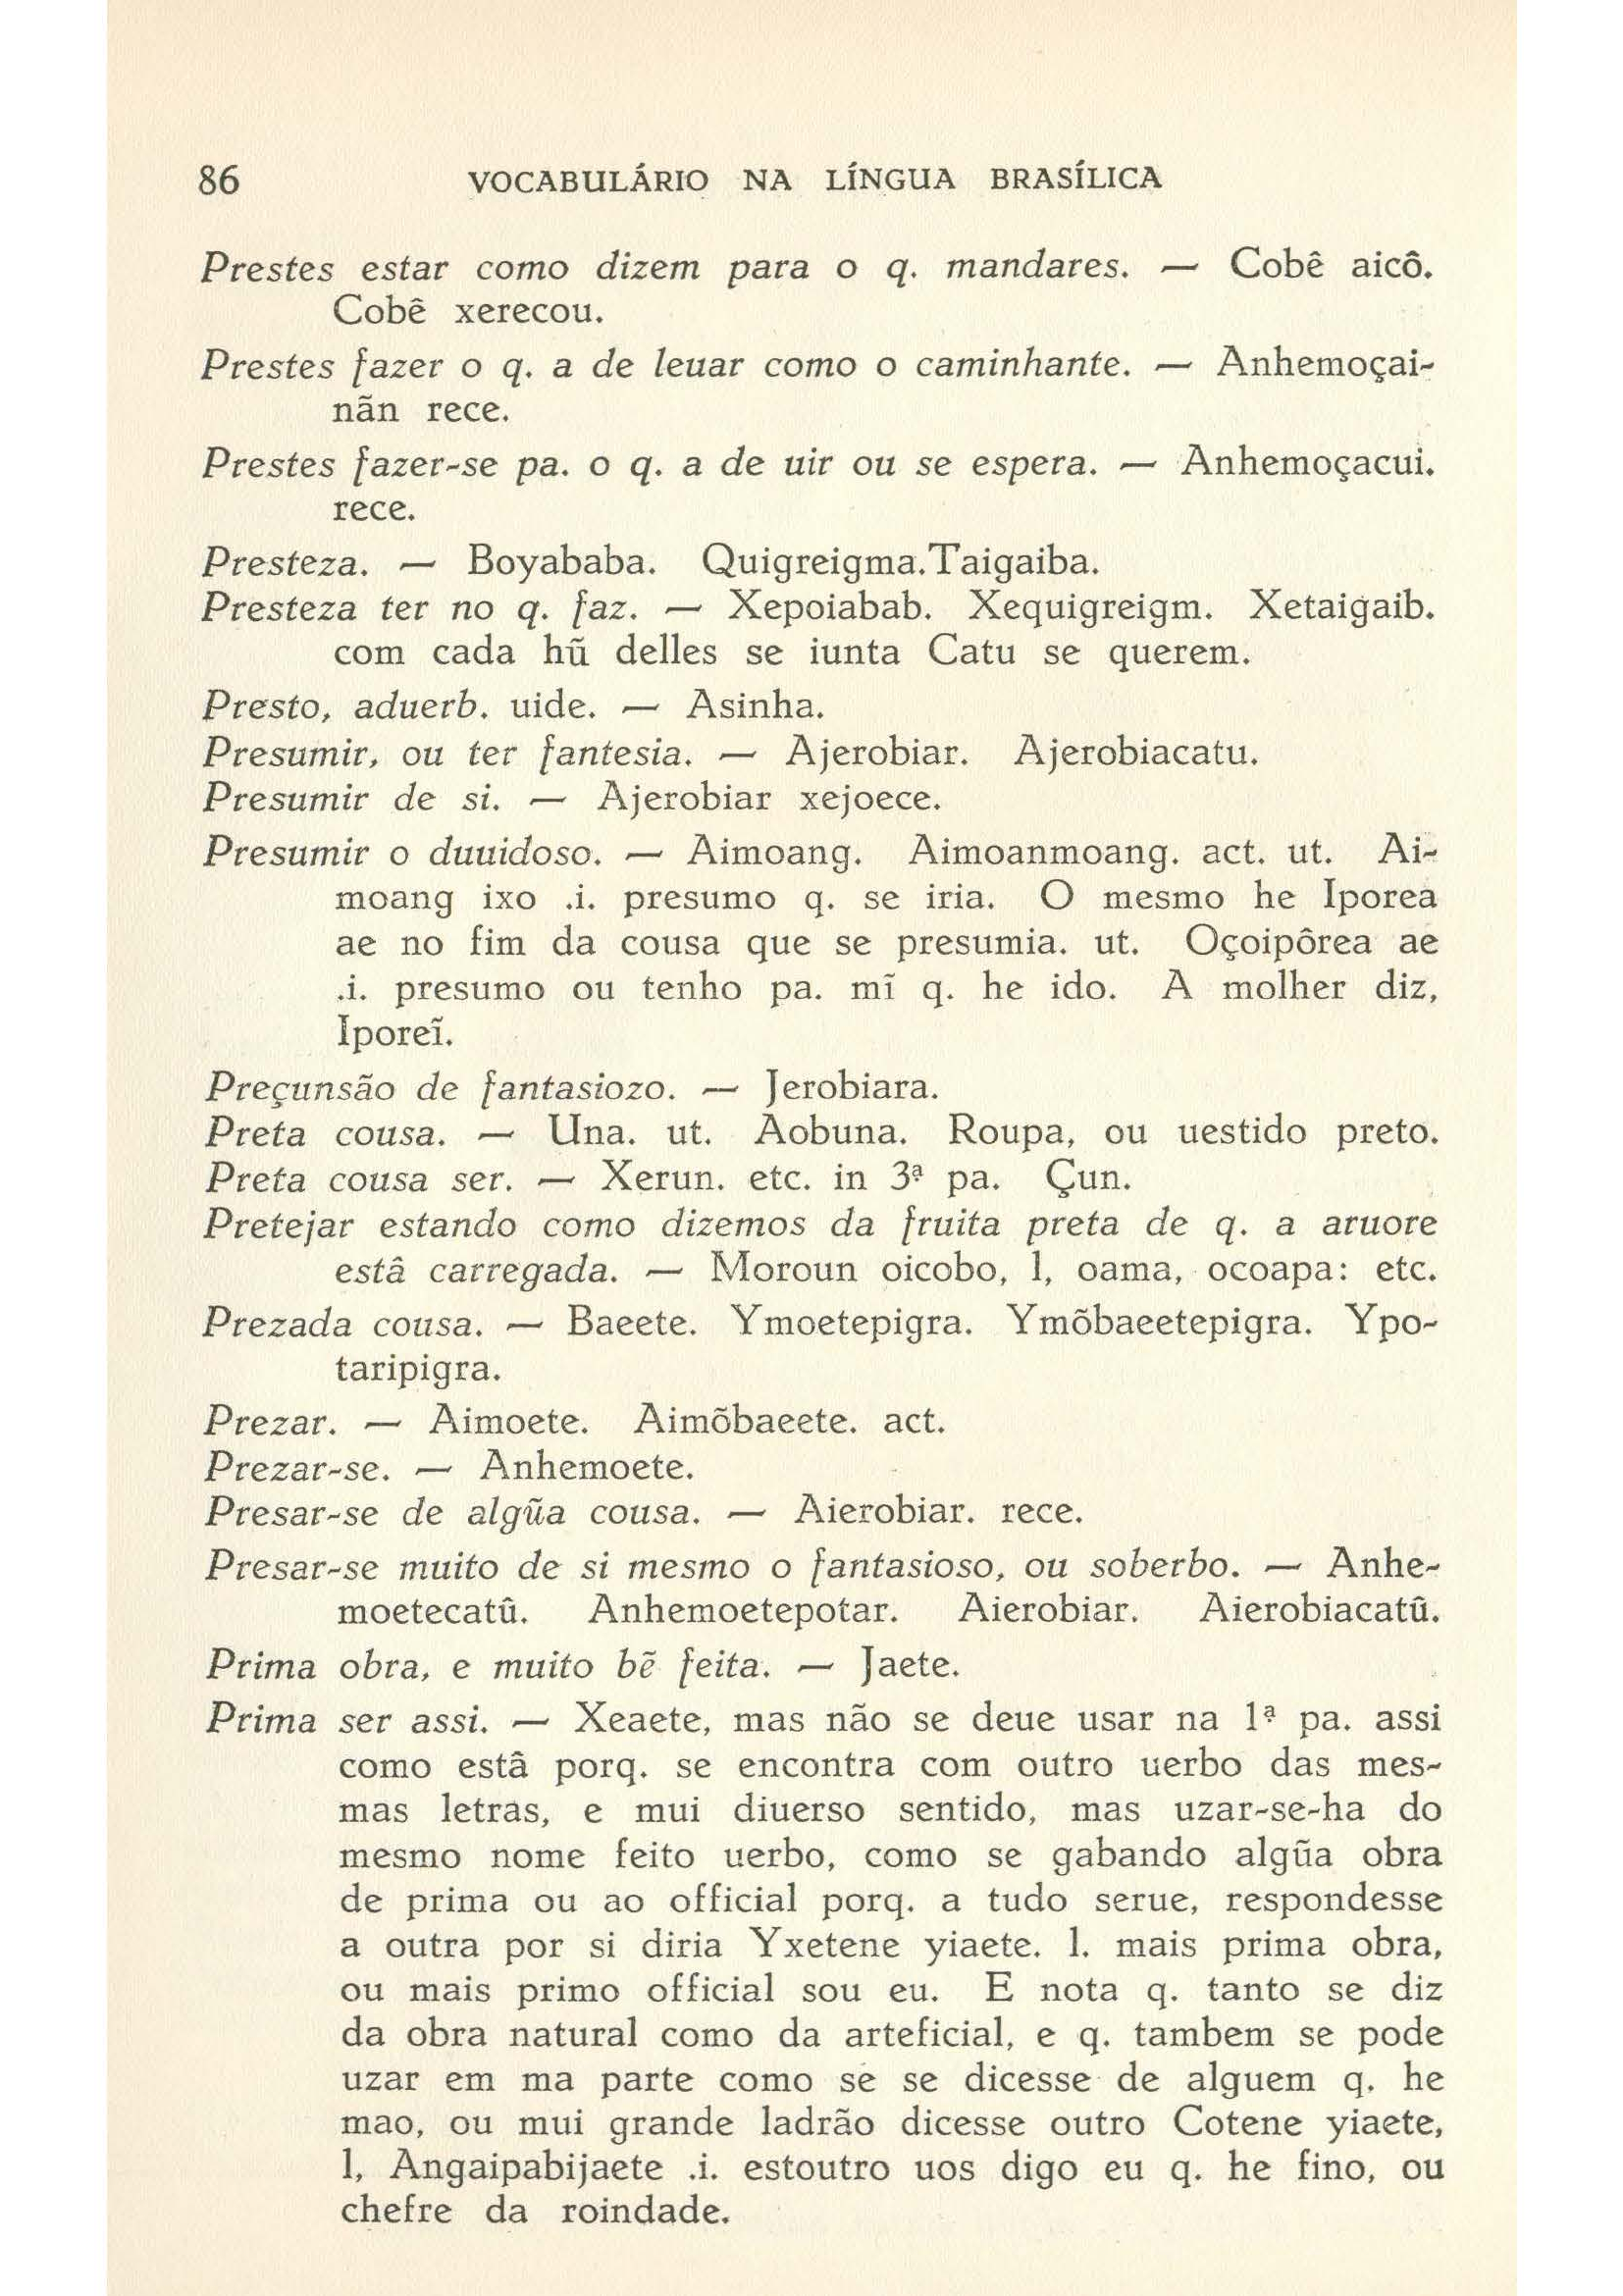 86 VOCABULÁRIO NA LÍNGUA BRASÍLICA
Prestes estar como dizem para o q. mandares. — Cobê aicô.
Cobê xerecou.
Prestes fazer o q. a de leuar como o caminhante. — Anhemoçai-
nãn rece.
Prestes fazer-se pa. o q. a de uir ou se espera. — Anhemoçacui.
rece.
Presteza. — Boyababa. Quigreigma. Taigaiba.
Presteza ter no q. faz. — Xepoiabab. Xequigreigm. Xetaigaib.
com cada hũ delles se iunta Catu se querem.
Presto, aduerb. uide. — Asinha.
Presumir, ou ter fantesia. — Ajerobiar. Ajerobiacatu.
Presumir de si. — Ajerobiar xejoece.
Presumir o duuidoso. — Aimoang. Aimoanmoang. act. ut. Ai-
moang ixo .i. presumo q. se iria. O mesmo he Iporea
ae no fim da cousa que se presumia. ut. Oçoipôrea ae
.i. presumo ou tenho pa. mĩ q. he ido. A molher diz,
Iporeĩ.
Preçunsão de fantasiozo. — Jerobiara.
Preta cousa. — Una. ut. Aobuna. Roupa, ou uestido preto.
Preta cousa ser. — Xerun. etc. in 3ª pa. Çun.
Pretejar estando como dizemos da fruita preta de q. a aruore
estâ carregada. — Moroun oicobo, l, oama, ocoapa: etc.
Prezada cousa. — Baeete. Ymoetepigra. Ymõbaeetepigra. Ypo-
taripigra.
Prezar. — Aimoete. Aimõbaeete. act.
Prezar-se. — Anhemoete.
Presar-se de algũa cousa. — Aierobiar. rece.
Presar-se muito de si mesmo o fantasioso, ou soberbo. — Anhe-
moetecatû. Anhemoetepotar. Aierobiar. Aierobiacatû.
Prima obra, e muito bẽ feita. — Jaete.
Prima ser assi. — Xeaete, mas não se deue usar na 1ª pa. assi
como estâ porq. se encontra com outro uerbo das mes-
mas letras, e mui diuerso sentido, mas uzar-se-ha do
mesmo nome feito uerbo, como se gabando algũa obra
de prima ou ao official porq. a tudo serue, respondesse
a outra por si diria Yxetene yiaete. l. mais prima obra,
ou mais primo official sou eu. E nota q. tanto se diz
da obra natural como da arteficial, e q. tambem se pode
uzar em ma parte como se se dicesse de alguem q. he
mao, ou mui grande ladrão dicesse outro Cotene yiaete,
l, Angaipabijaete .i. estoutro uos digo eu q. he fino, ou
chefre da roindade.